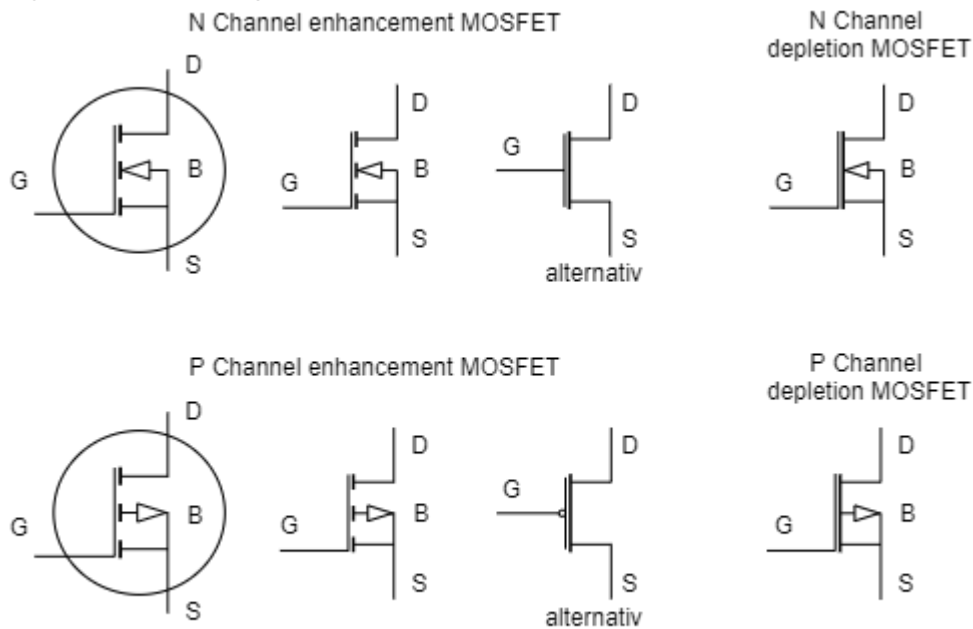 N Channel enhancement MOSFET
N Channel
depletion MOSFET
D
B
G
S
D
B
G
S
D
G
S
alternativ
D
B
G
S
P Channel enhancement MOSFET
P Channel
depletion MOSFET
D
B
G
S
D
B
G
S
D
G
S
alternativ
D
B
G
S